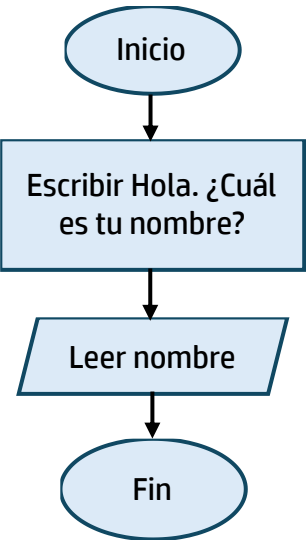 Inicio
Escribir Hola. ¿Cuál
es tu nombre?
Leer nombre
Fin